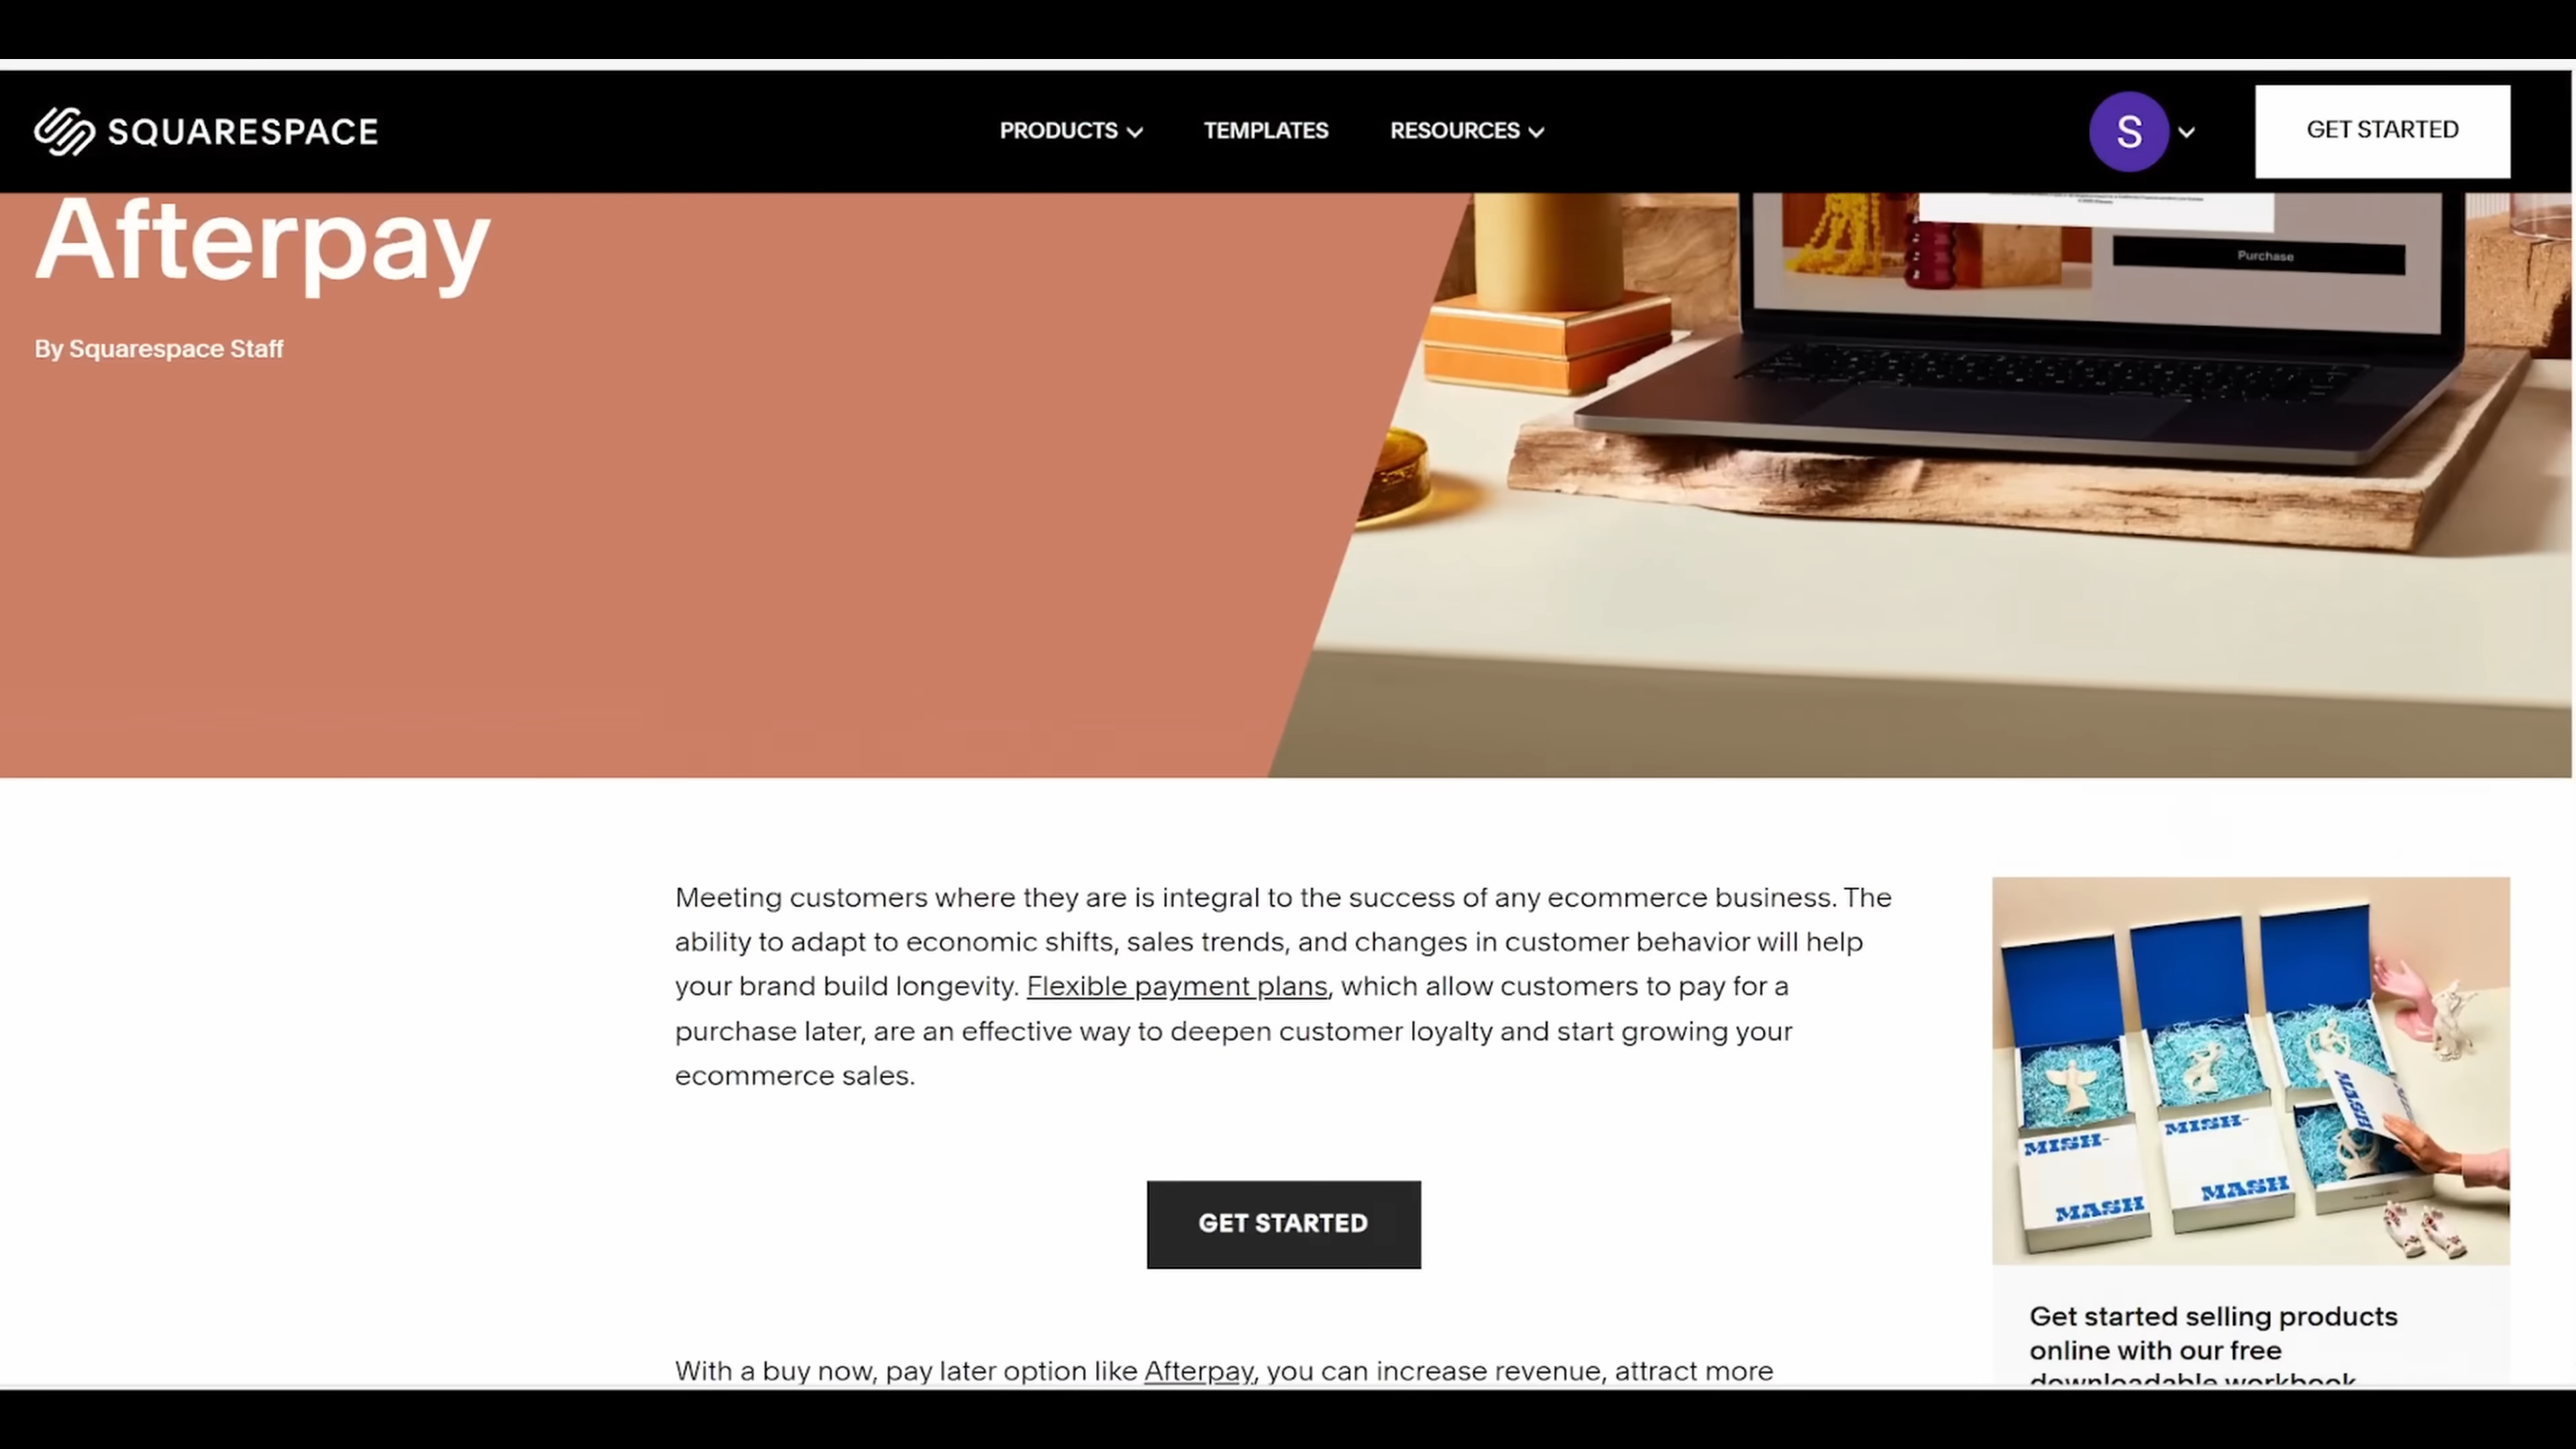 SQUARESPACE
PRODUCTS
TEMPLATES
RESOURCES
S
GET STARTED
Afterpay
By Squarespace Staff
Purchase
Meeting customers where they are is integral to the success of any ecommerce business. The
ability to adapt to economic shifts, sales trends, and changes in customer behavior will help
your brand build longevity. Flexible payment plans, which allow customers to pay for a
purchase later, are an effective way to deepen customer loyalty and start growing your
ecommerce sales.
GET STARTED
With a buy now, pay later option like Afterpay, you can increase revenue, attract more
MISH-
MASH
MISH-
MASH
MASH
Get started selling products
online with our free
downloadable workbook